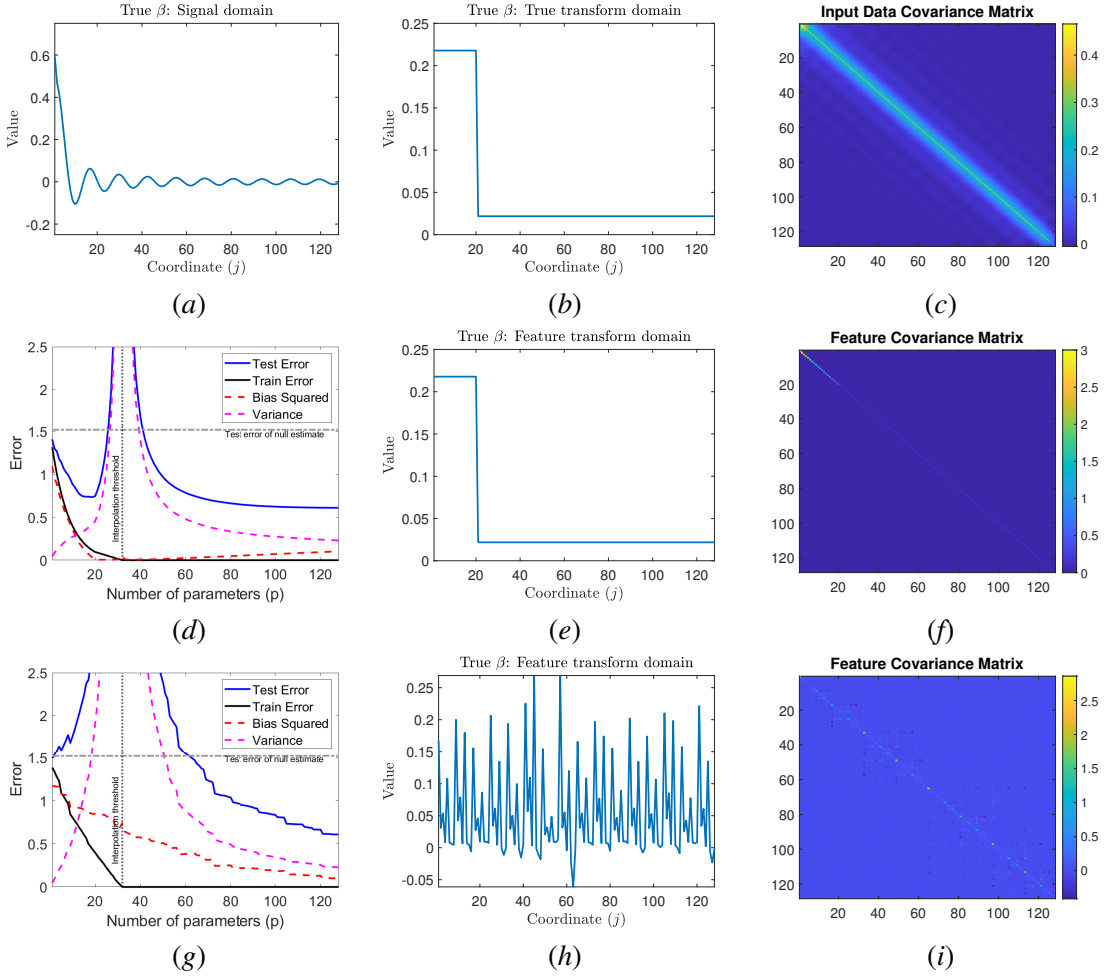 True β: Signal domain
0.6
0.4
0.2
0
-0.2
Value
20 40 60 80 100 120
Coordinate (j)
(a)
True β: True transform domain
0.25
0.2
0.15
0.1
0.05
0
Value
20 40 60 80 100 120
Coordinate (j)
(b)
Input Data Covariance Matrix
20
40
60
80
100
120
20 40 60 80 100 120
0.4
0.3
0.2
0.1
0
(c)
2.5
2
1.5
1
0.5
0
Error
Test Error
Train Error
Bias Squared
Variance
Test error of null estimate
Interpolation threshold
20 40 60 80 100 120
Number of parameters (p)
(d)
True β: Feature transform domain
0.25
0.2
0.15
0.1
0.05
0
Value
20 40 60 80 100 120
Coordinate (j)
(e)
Feature Covariance Matrix
20
40
60
80
100
120
20 40 60 80 100 120
3
2.5
2
1.5
1
0.5
0
(f)
2.5
2
1.5
1
0.5
0
Error
Test Error
Train Error
Bias Squared
Variance
Test error of null estimate
Interpolation threshold
20 40 60 80 100 120
Number of parameters (p)
(g)
True β: Feature transform domain
0.25
0.2
0.15
0.1
0.05
0
-0.05
Value
20 40 60 80 100 120
Coordinate (j)
(h)
Feature Covariance Matrix
20
40
60
80
100
120
20 40 60 80 100 120
2.5
2
1.5
1
0.5
0
(i)